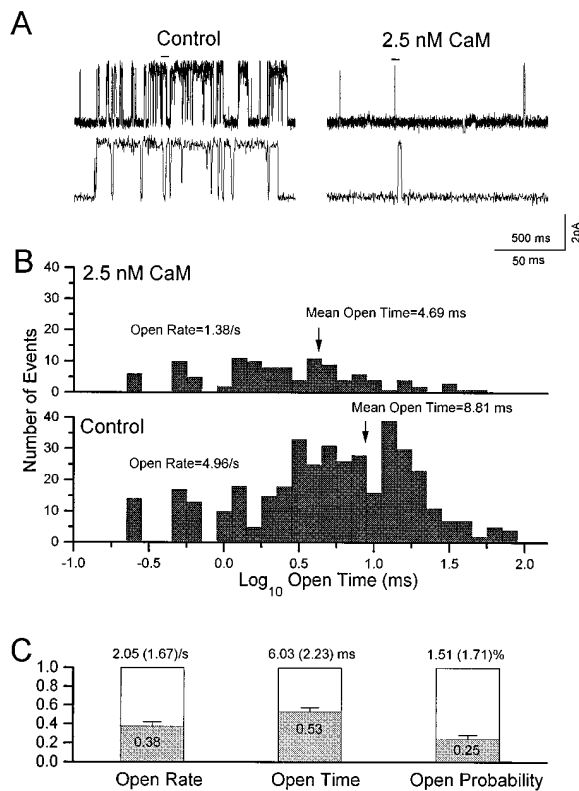 A
Control
2.5 nM CaM
500 ms
50 ms
2pA
B
2.5 nM CaM
Open Rate=1.38/s
Mean Open Time=4.69 ms
40
30
20
10
0
Control
Open Rate=4.96/s
Mean Open Time=8.81 ms
40
30
20
10
0
Number of Events
-1.0 -0.5 0.0 0.5 1.0 1.5 2.0
Log10 Open Time (ms)
C
2.05 (1.67)/s 6.03 (2.23) ms 1.51 (1.71)%
1.0
0.8
0.6
0.4
0.2
0.0
0.38 0.53 0.25
Open Rate Open Time Open Probability